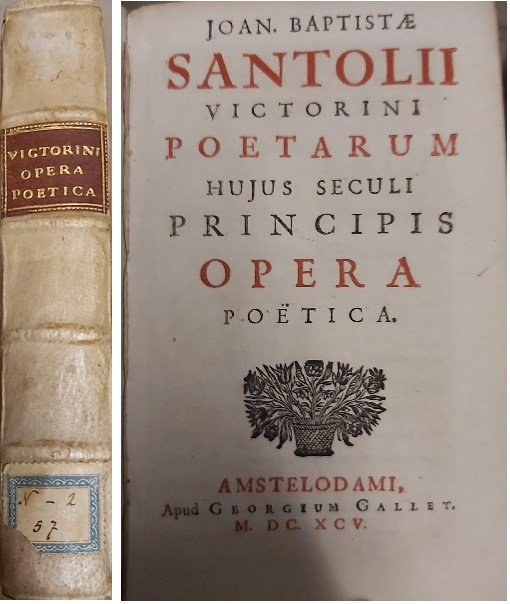 VICTORINI
OPERA
POETICA
N - 2
57
JOAN. BAPTISTÆ
SANTOLII
VICTORINI
POETARUM
HUJUS SECULI
PRINCIPIS
OPERA
POËTICA.
AMSTELODAMI,
Apud GEORGIUM GALLET.
M. DC. XCV.